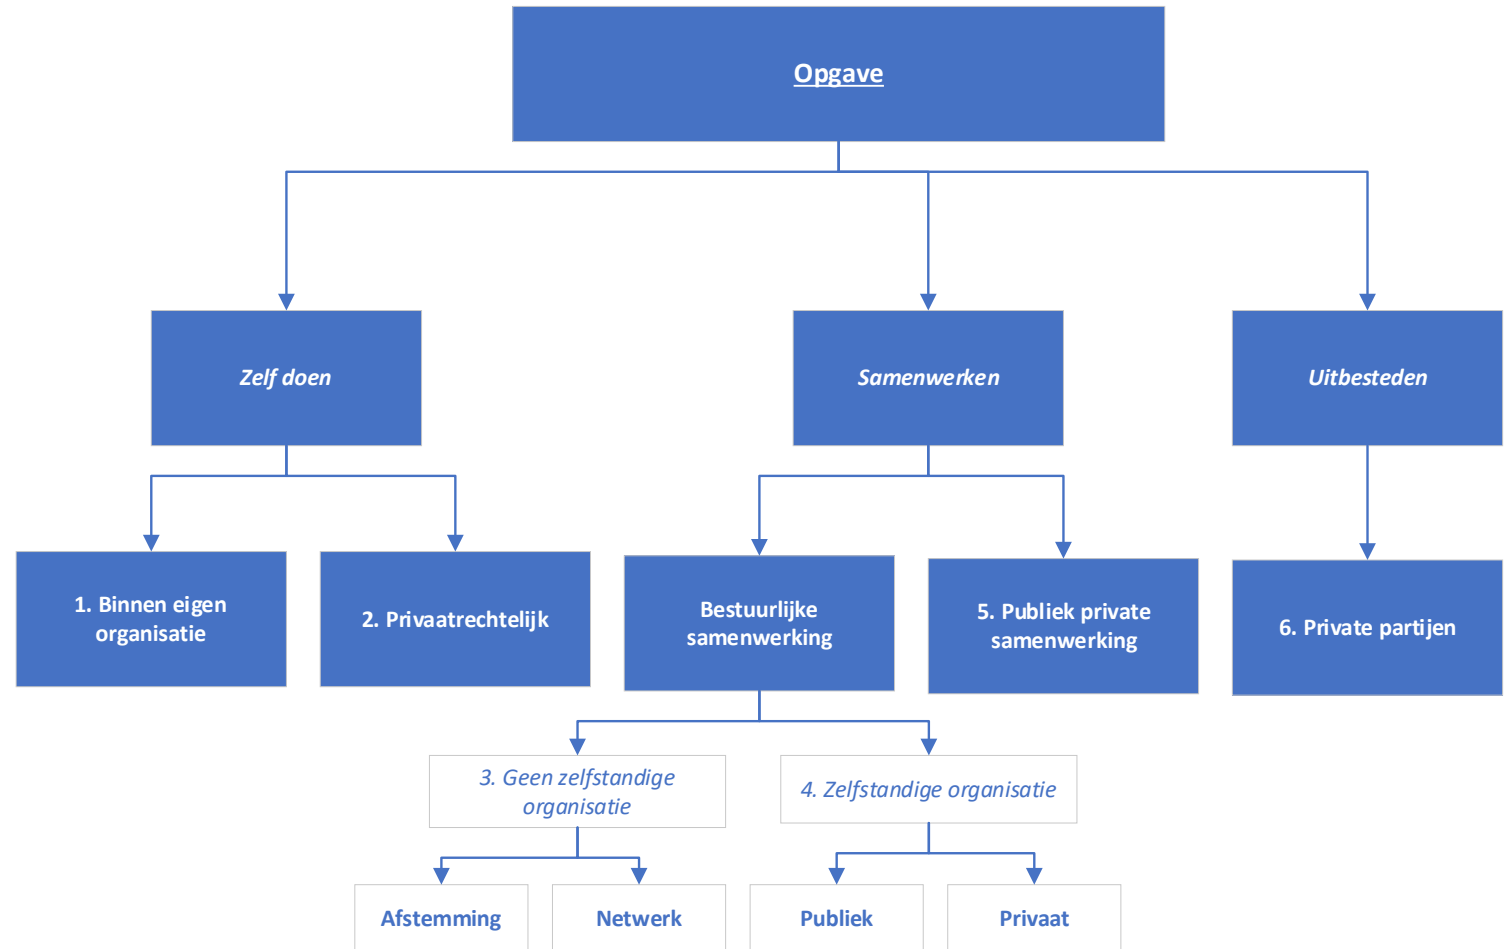 Opgave
Zelf doen
Samenwerken
Uitbesteden
1. Binnen eigen
organisatie
2. Privaatrechtelijk
Bestuurlijke
samenwerking
5. Publiek private
samenwerking
6. Private partijen
3. Geen zelfstandige
organisatie
4. Zelfstandige organisatie
Afstemming
Netwerk
Publiek
Privaat